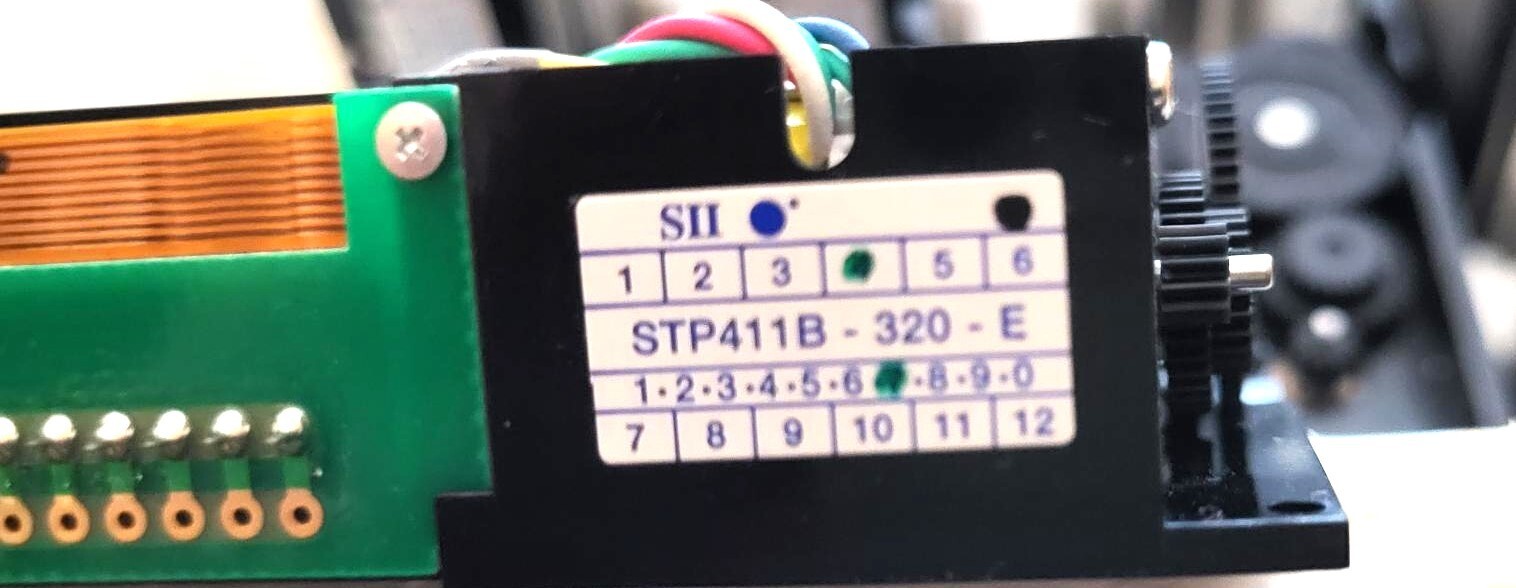 SII
1 2 3 5 6
STP411B - 320 - E
1·2·3·4·5·6 ·8·9·0
7 8 9 10 11 12